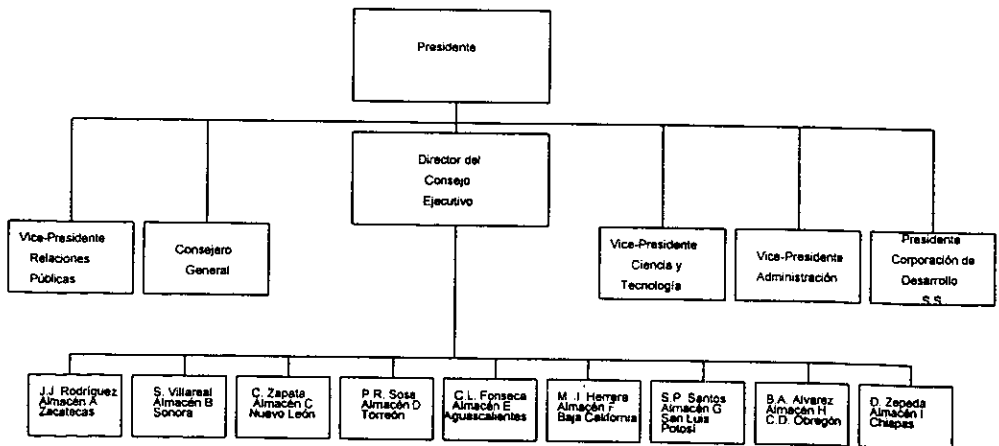 Presidente
Director del
Consejo
Ejecutivo
Vice-Presidente
Relaciones
Públicas
Consejero
General
Vice-Presidente
Ciencia y
Tecnología
Vice-Presidente
Administración
Presidente
Corporación de
Desarrollo
S.S.
J.J. Rodríguez
Almacén A
Zacatecas
S. Villareal
Almacén B
Sonora
C. Zapata
Almacén C
Nuevo León
P.R. Sosa
Almacén D
Torreón
C.L. Fonseca
Almacén E
Aguascalientes
M.J. Herrera
Almacén F
Baja California
S.P. Santos
Almacén G
San Luis
Potosí
B.A. Alvarez
Almacén H
C.D. Obregón
D. Zepeda
Almacén I
Chiapas